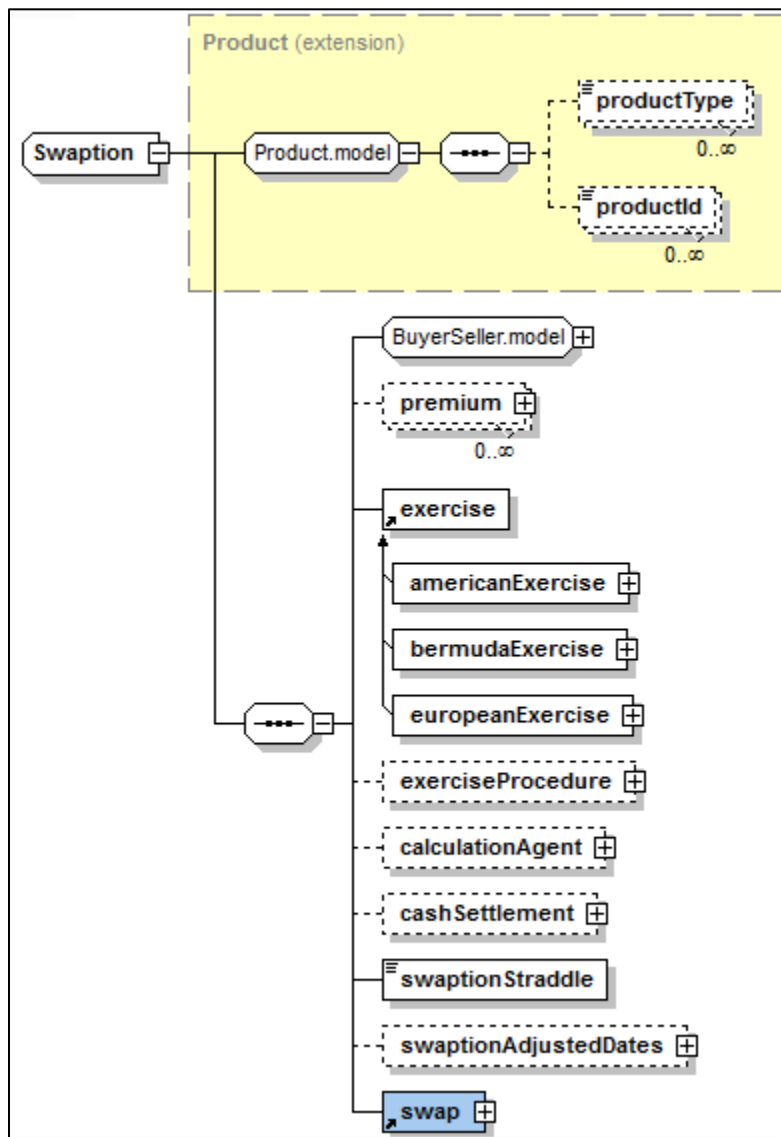 Product (extension)
Swaption
Product.model
productType
0..∞
productId
0..∞
BuyerSeller.model
premium
0..∞
exercise
americanExercise
bermudaExercise
europeanExercise
exerciseProcedure
calculationAgent
cashSettlement
swaptionStraddle
swaptionAdjustedDates
swap